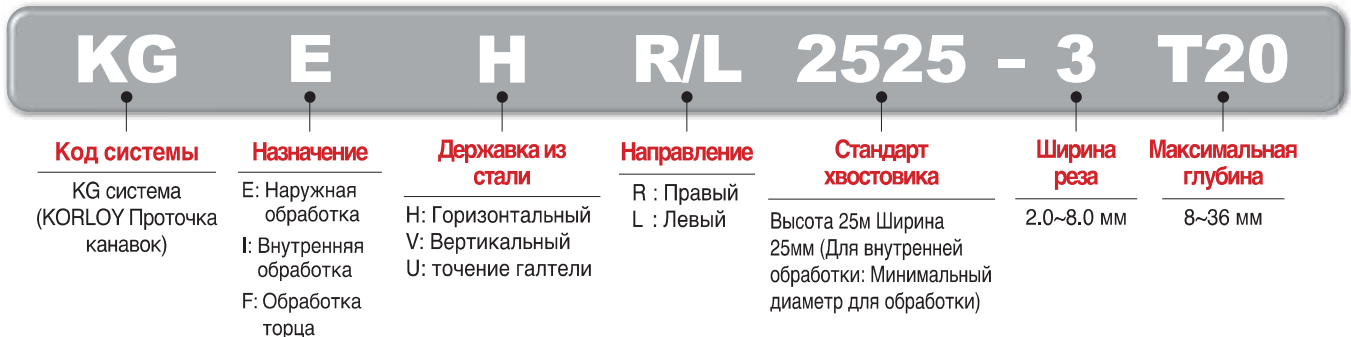 KG E H R/L 2525 - 3 T20
Код системы
KG система
(KORLOY Проточка
канавок)
Назначение
E: Наружная
обработка
I: Внутренняя
обработка
F: Обработка
торца
Державка из
стали
H: Горизонтальный
V: Вертикальный
U: точение галтели
Направление
R : Правый
L : Левый
Стандарт
хвостовика
Высота 25м Ширина
25мм (Для внутренней
обработки: Минимальный
диаметр для обработки)
Ширина
реза
2.0~8.0 мм
Максимальная
глубина
8~36 мм